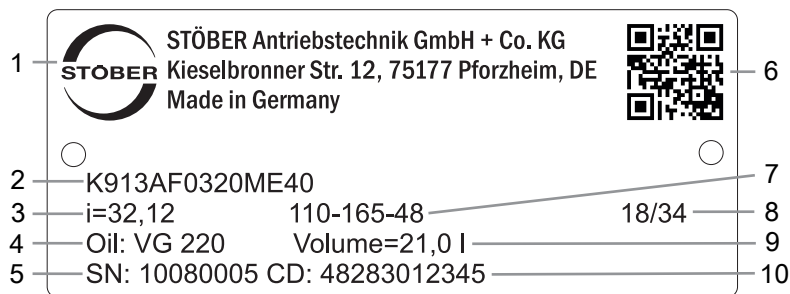 1 STÖBER STÖBER Antriebstechnik GmbH + Co. KG
Kieselbronner Str. 12, 75177 Pforzheim, DE 6
Made in Germany
2 K913AF0320ME40 7
3 i=32,12 110-165-48 18/34 8
4 Oil: VG 220 Volume=21,0 l 9
5 SN: 10080005 CD: 48283012345 10